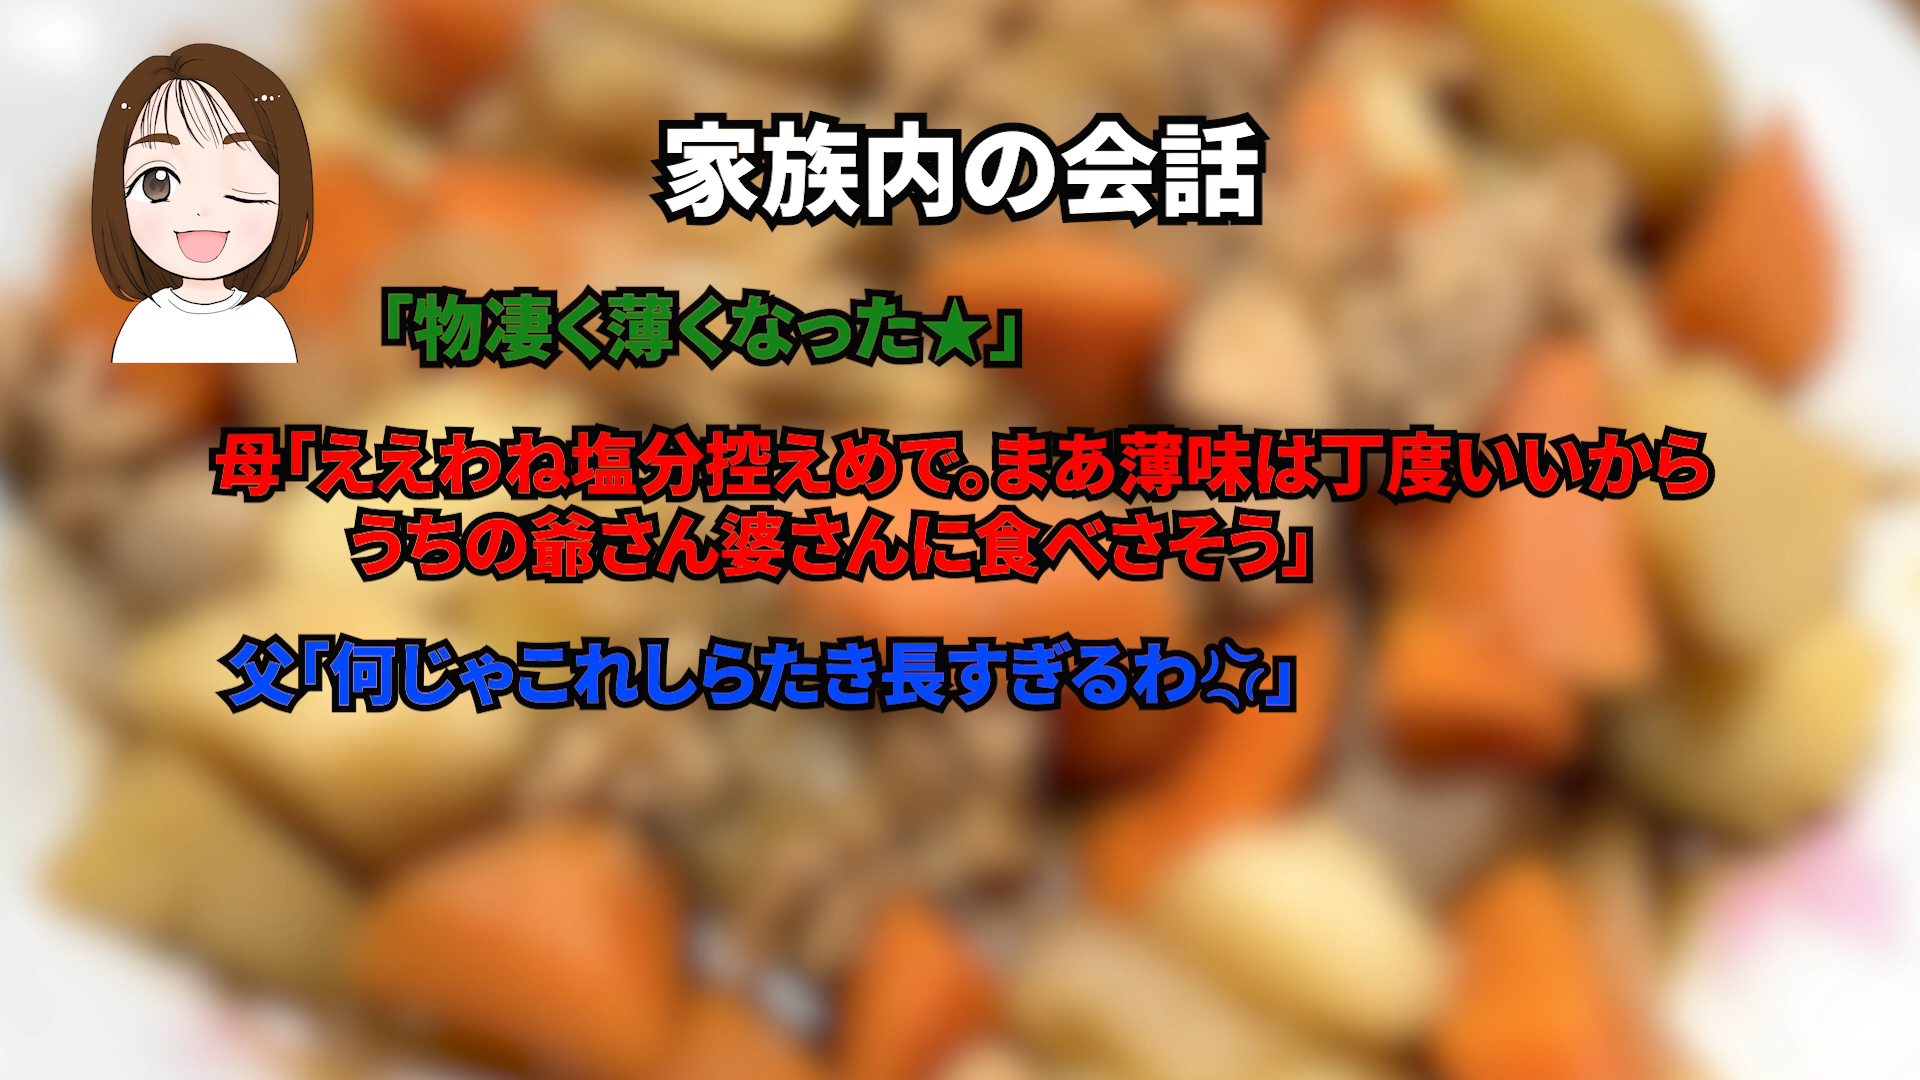 家族内の会話
「物凄く薄くなった★」
母「ええわね塩分控えめで。まあ薄味は丁度いいから
うちの爺さん婆さんに食べさそう」
父「何じゃこれしらたき長すぎるわ💢」